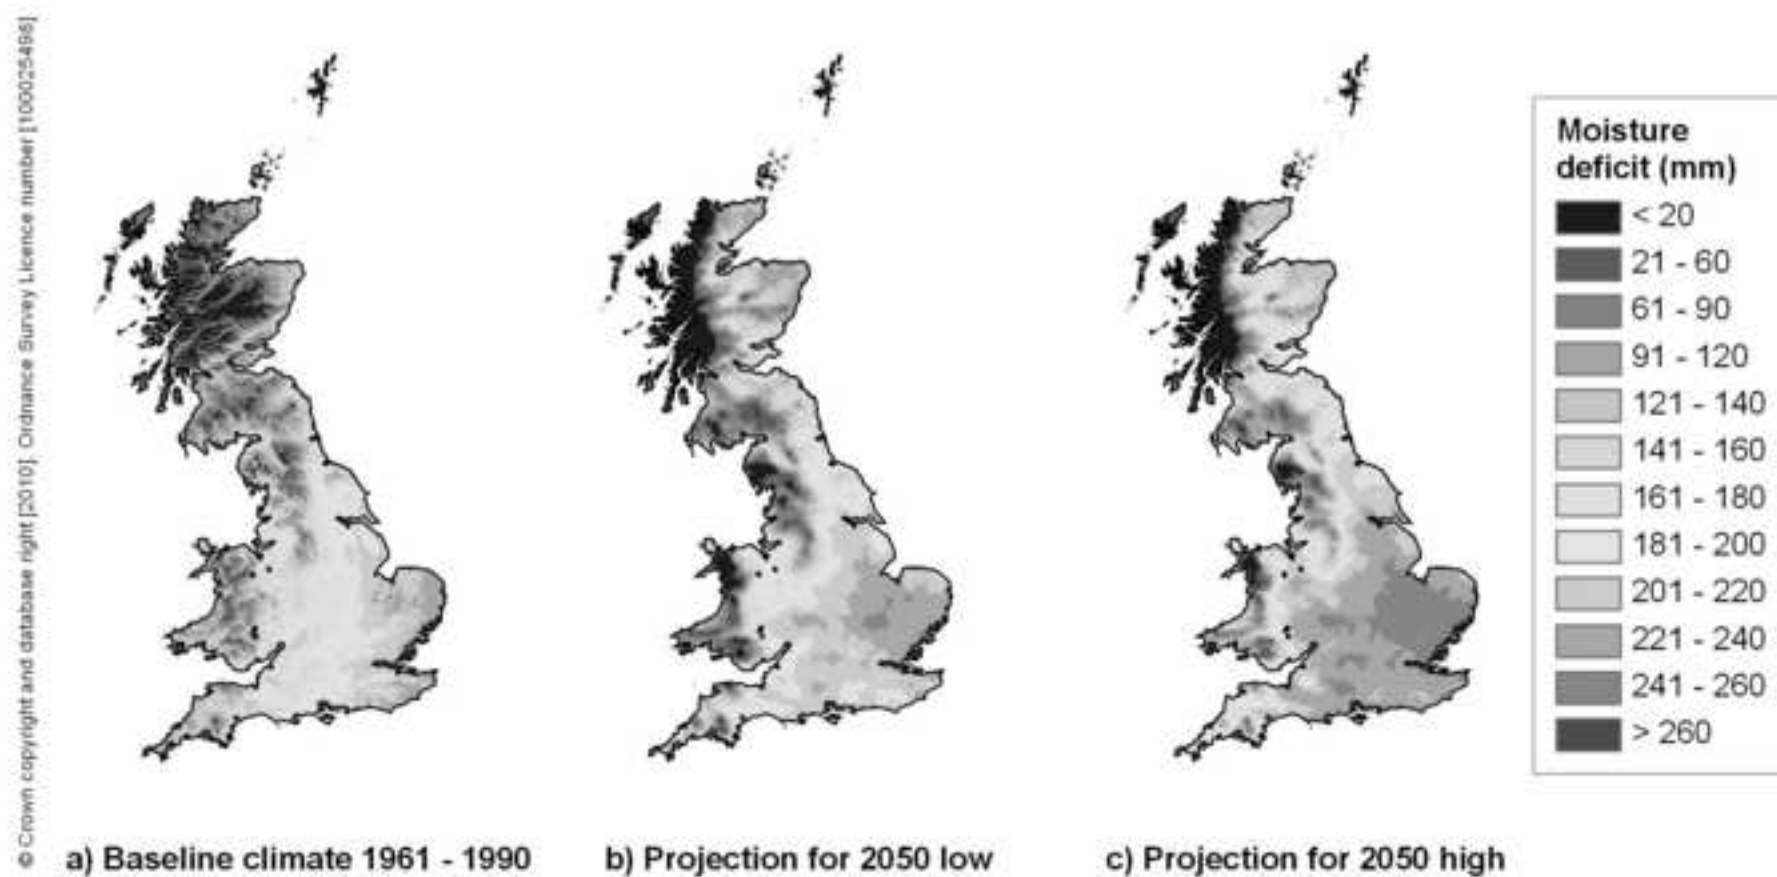 © Crown copyright and database right [2010]. Ordnance Survey Licence number [100025495]
Moisture
deficit (mm)
< 20
21 - 60
61 - 90
91 - 120
121 - 140
141 - 160
161 - 180
181 - 200
201 - 220
221 - 240
241 - 260
> 260
a) Baseline climate 1961 - 1990
b) Projection for 2050 low
c) Projection for 2050 high